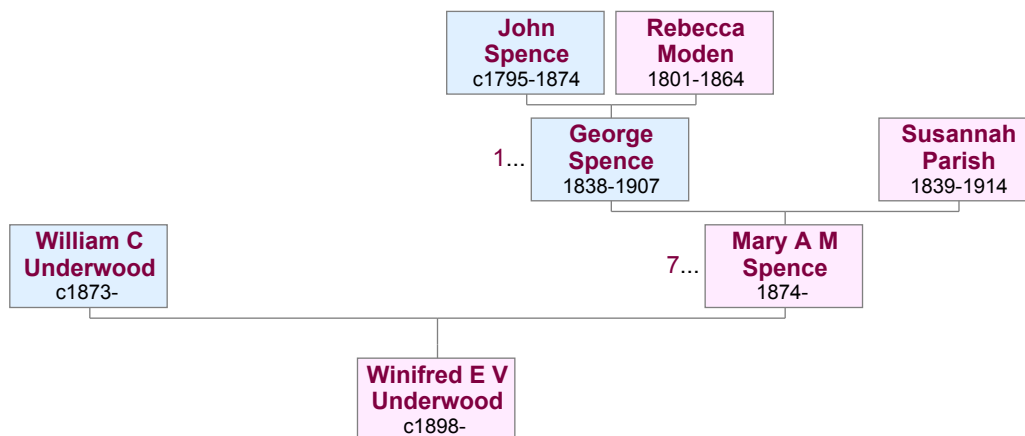 John
Spence
c1795-1874
Rebecca
Moden
1801-1864
1...
George
Spence
1838-1907
Susannah
Parish
1839-1914
William C
Underwood
c1873-
7...
Mary A M
Spence
1874-
Winifred E V
Underwood
c1898-